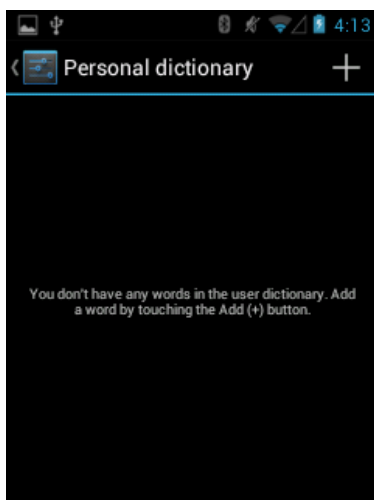 4:13
Personal dictionary
You don't have any words in the user dictionary. Add
a word by touching the Add (+) button.